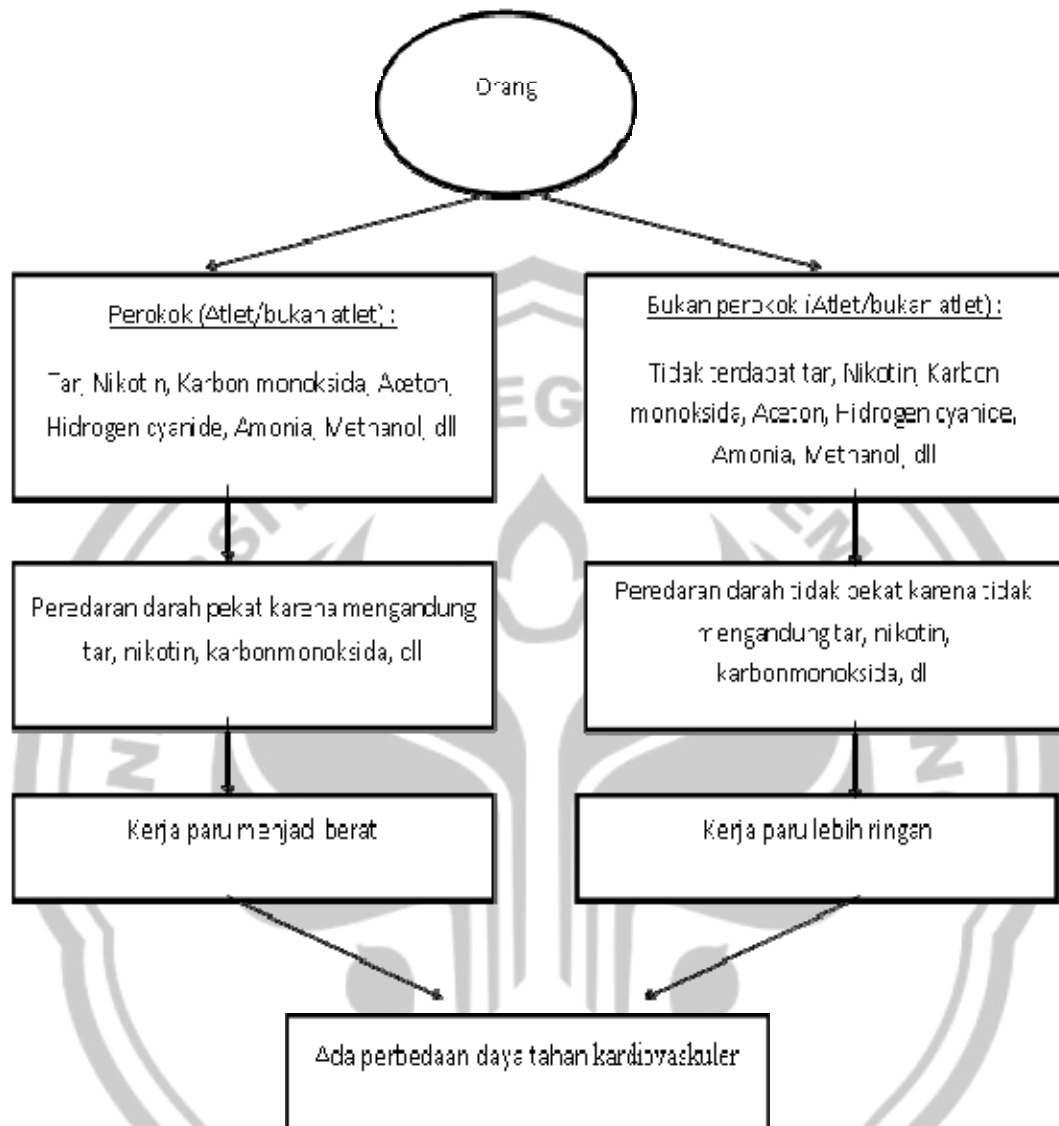 Orang
Perokok (Atlet/bukan atlet) :
Tar, Nikotin, Karbon monoksida, Aceton,
Hidrogen cyanide, Amonia, Methanol, dll
Bukan perokok (Atlet/bukan atlet) :
Tidak terdapat tar, Nikotin, Karbon
monoksida, Aceton, Hidrogen cyanide,
Amonia, Methanol, dll
Peredaran darah pekat karena mengandung
tar, nikotin, karbonmonoksida, dll
Peredaran darah tidak pekat karena tidak
mengandung tar, nikotin,
karbonmonoksida, dl
Kerja paru menjadi berat
Kerja paru lebih ringan
Ada perbedaan daya tahan kardiovaskuler